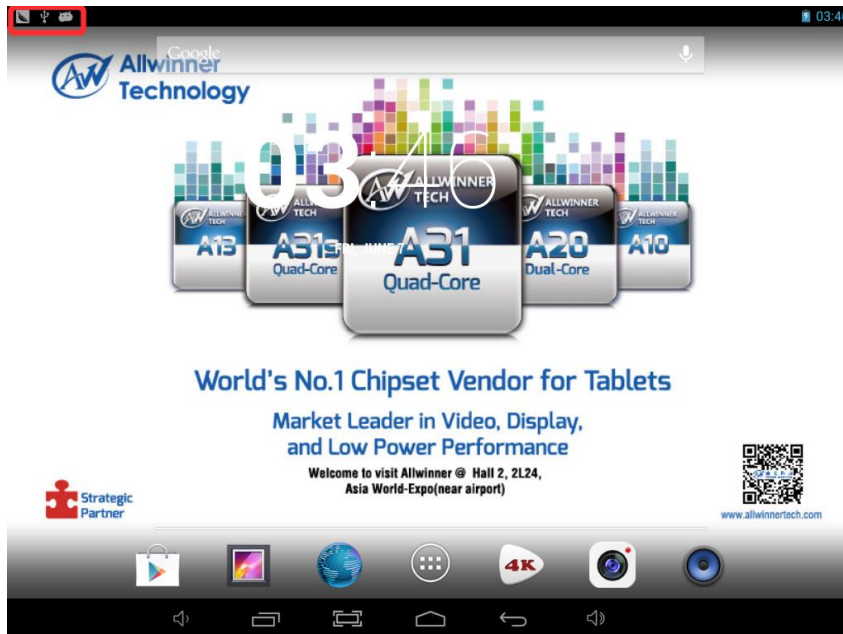 03:46
Google
Allwinner
Technology
03:46
FRI, JUNE 7
ALLWINNER
TECH
A13
ALLWINNER
TECH
A31s
Quad-Core
ALLWINNER
TECH
A31
Quad-Core
ALLWINNER
TECH
A20
Dual-Core
ALLWINNER
TECH
A10
World's No.1 Chipset Vendor for Tablets
Market Leader in Video, Display,
and Low Power Performance
Welcome to visit Allwinner @ Hall 2, 2L24,
Asia World-Expo(near airport)
Strategic
Partner
www.allwinnertech.com
4K